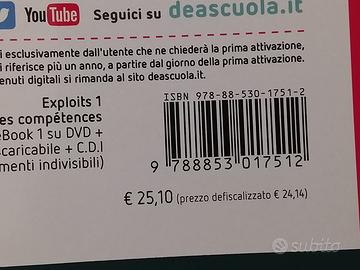 YouTube Seguici su deascuola.it
i esclusivamente dall'utente che ne chiederà la prima attivazione,
i riferisce più un anno, a partire dal giorno della prima attivazione.
tenuti digitali si rimanda al sito deascuola.it.
Exploits 1
es compétences
eBook 1 su DVD +
scaricabile + C.D.I
menti indivisibili)
ISBN 978-88-530-1751-2
9 788853 017512
€ 25,10 (prezzo defiscalizzato € 24,14)
subito